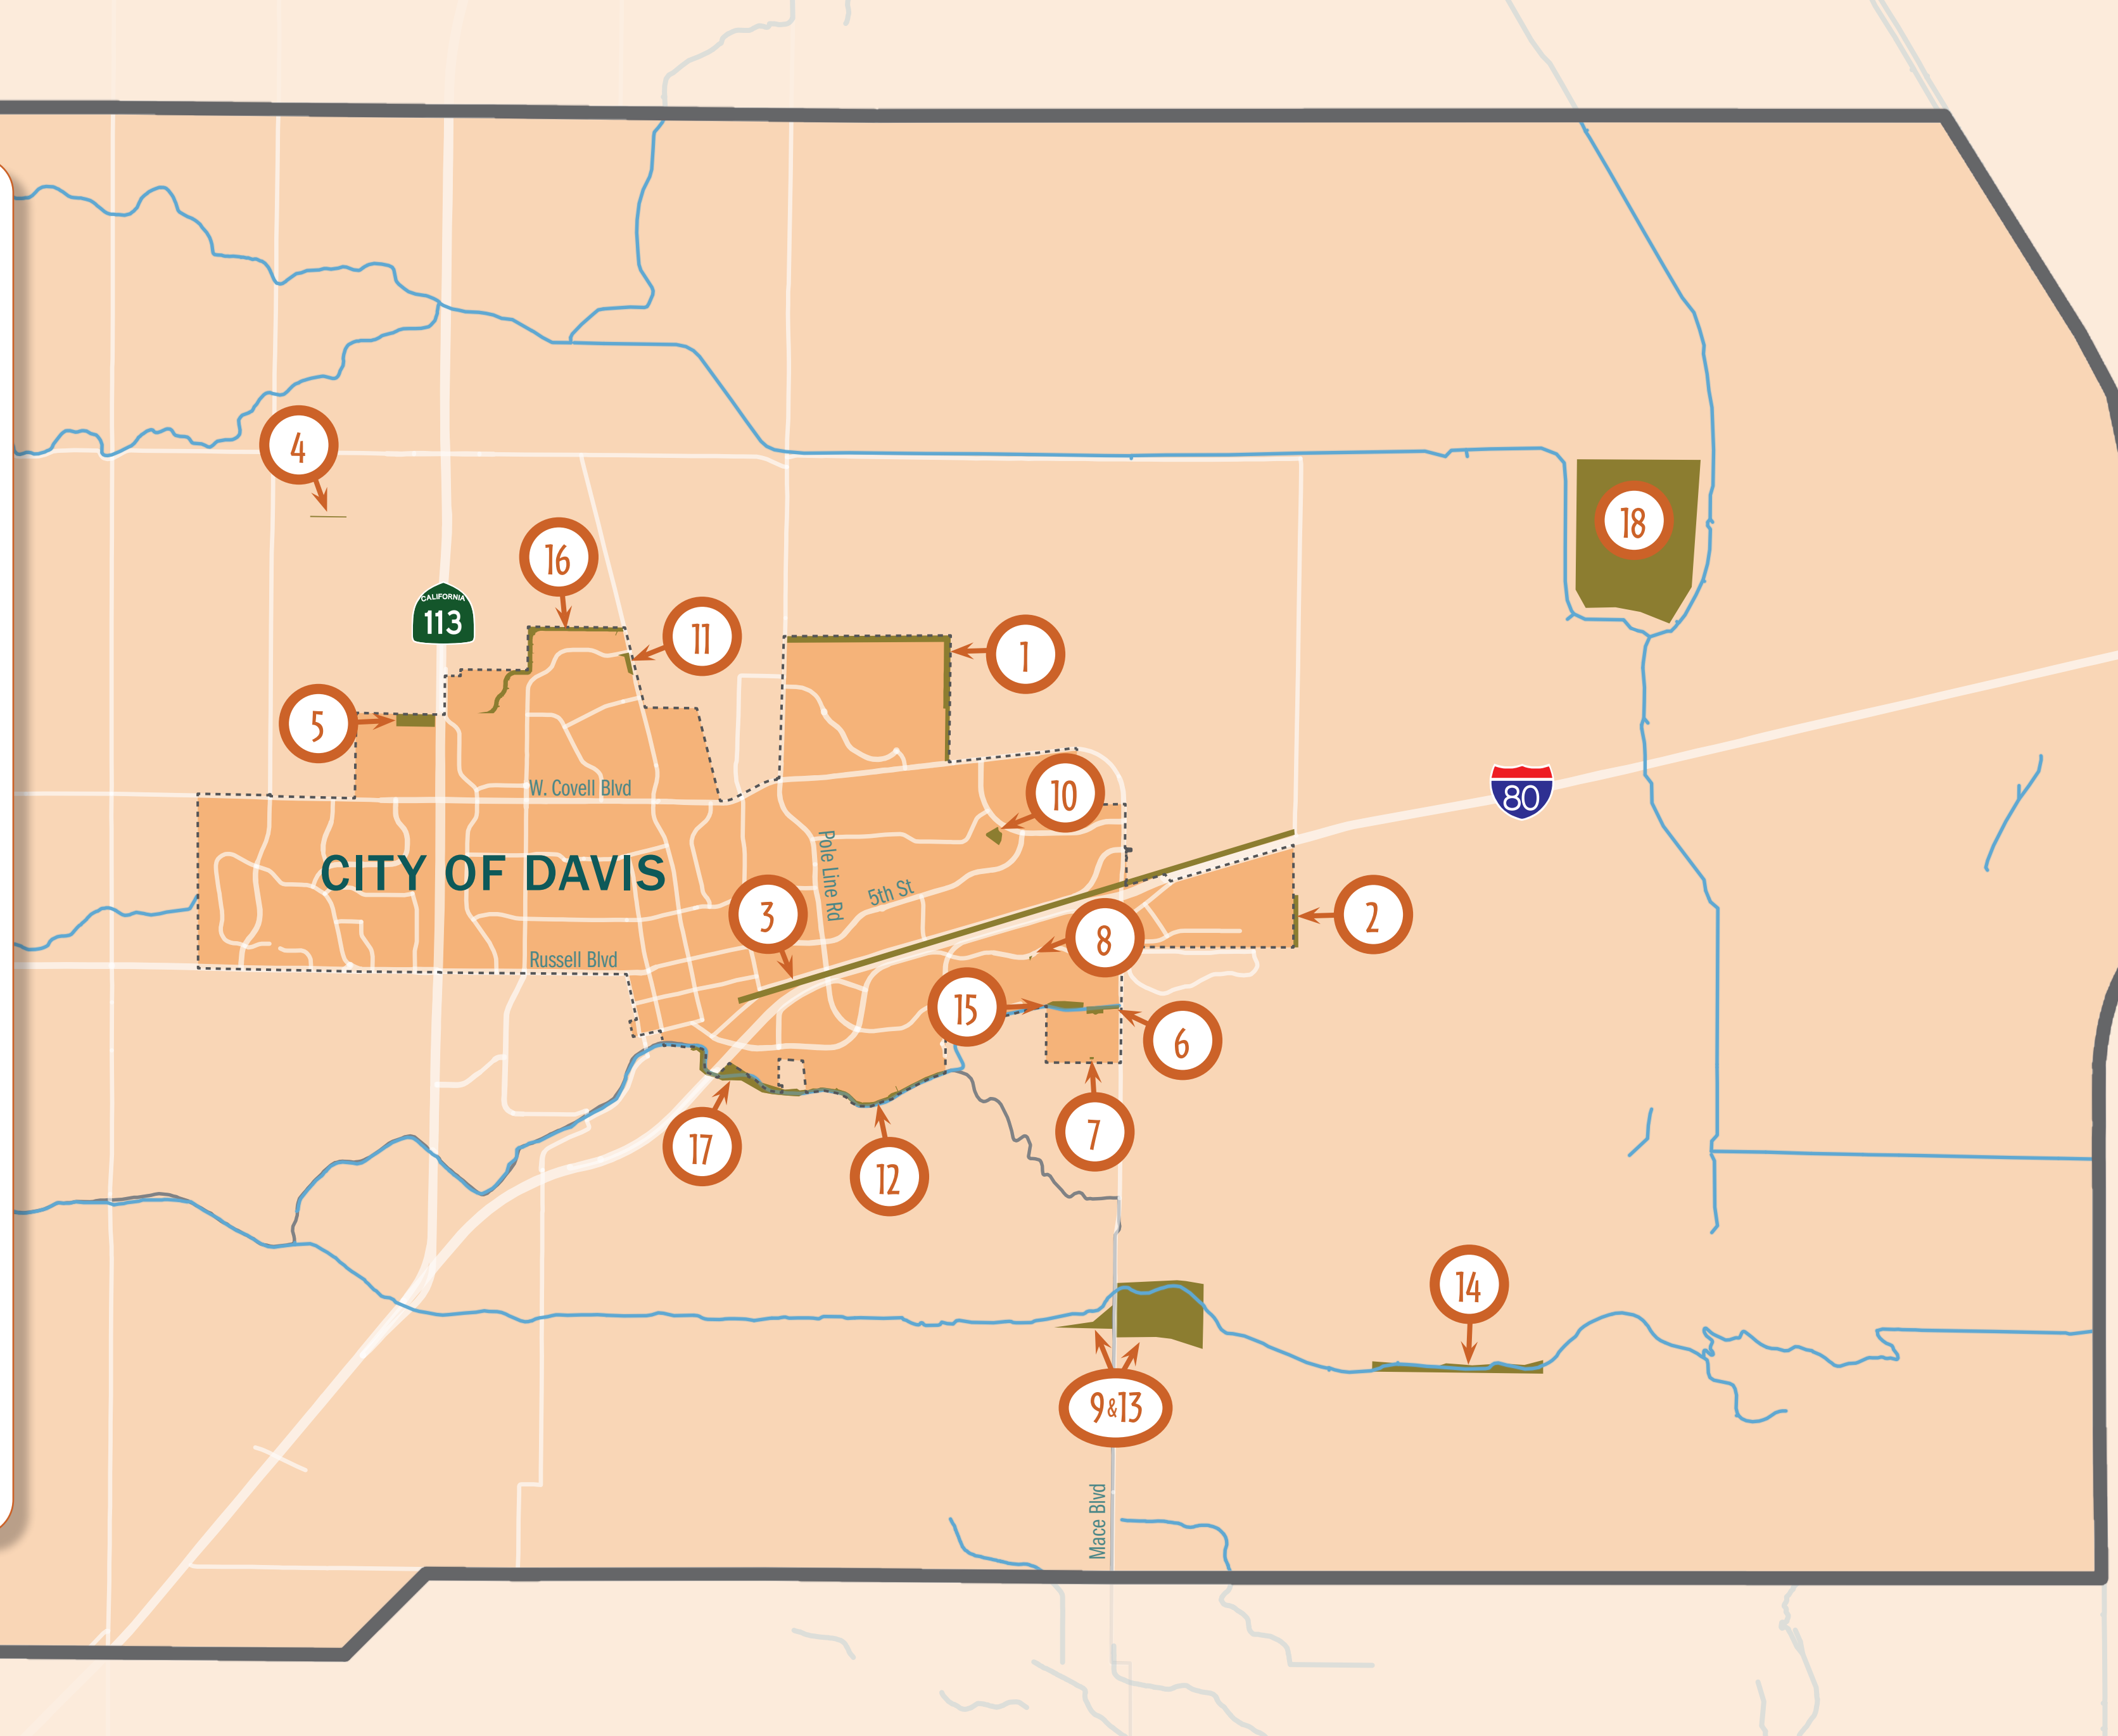 4
18
16
CALIFORNIA
113
11
1
5
W. Covell Blvd
10
80
Pole Line Rd
CITY OF DAVIS
5th St
3
2
8
Russell Blvd
15
6
7
17
12
14
9&13
Mace Blvd